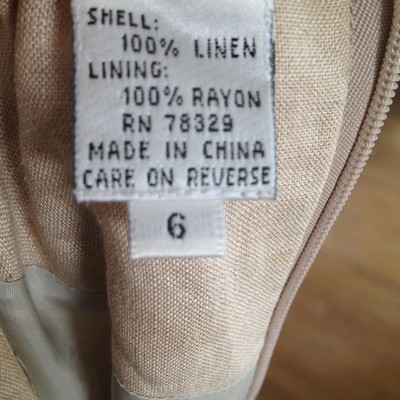 SHELL:
100% LINEN
LINING:
100% RAYON
RN 78329
MADE IN CHINA
CARE ON REVERSE
6